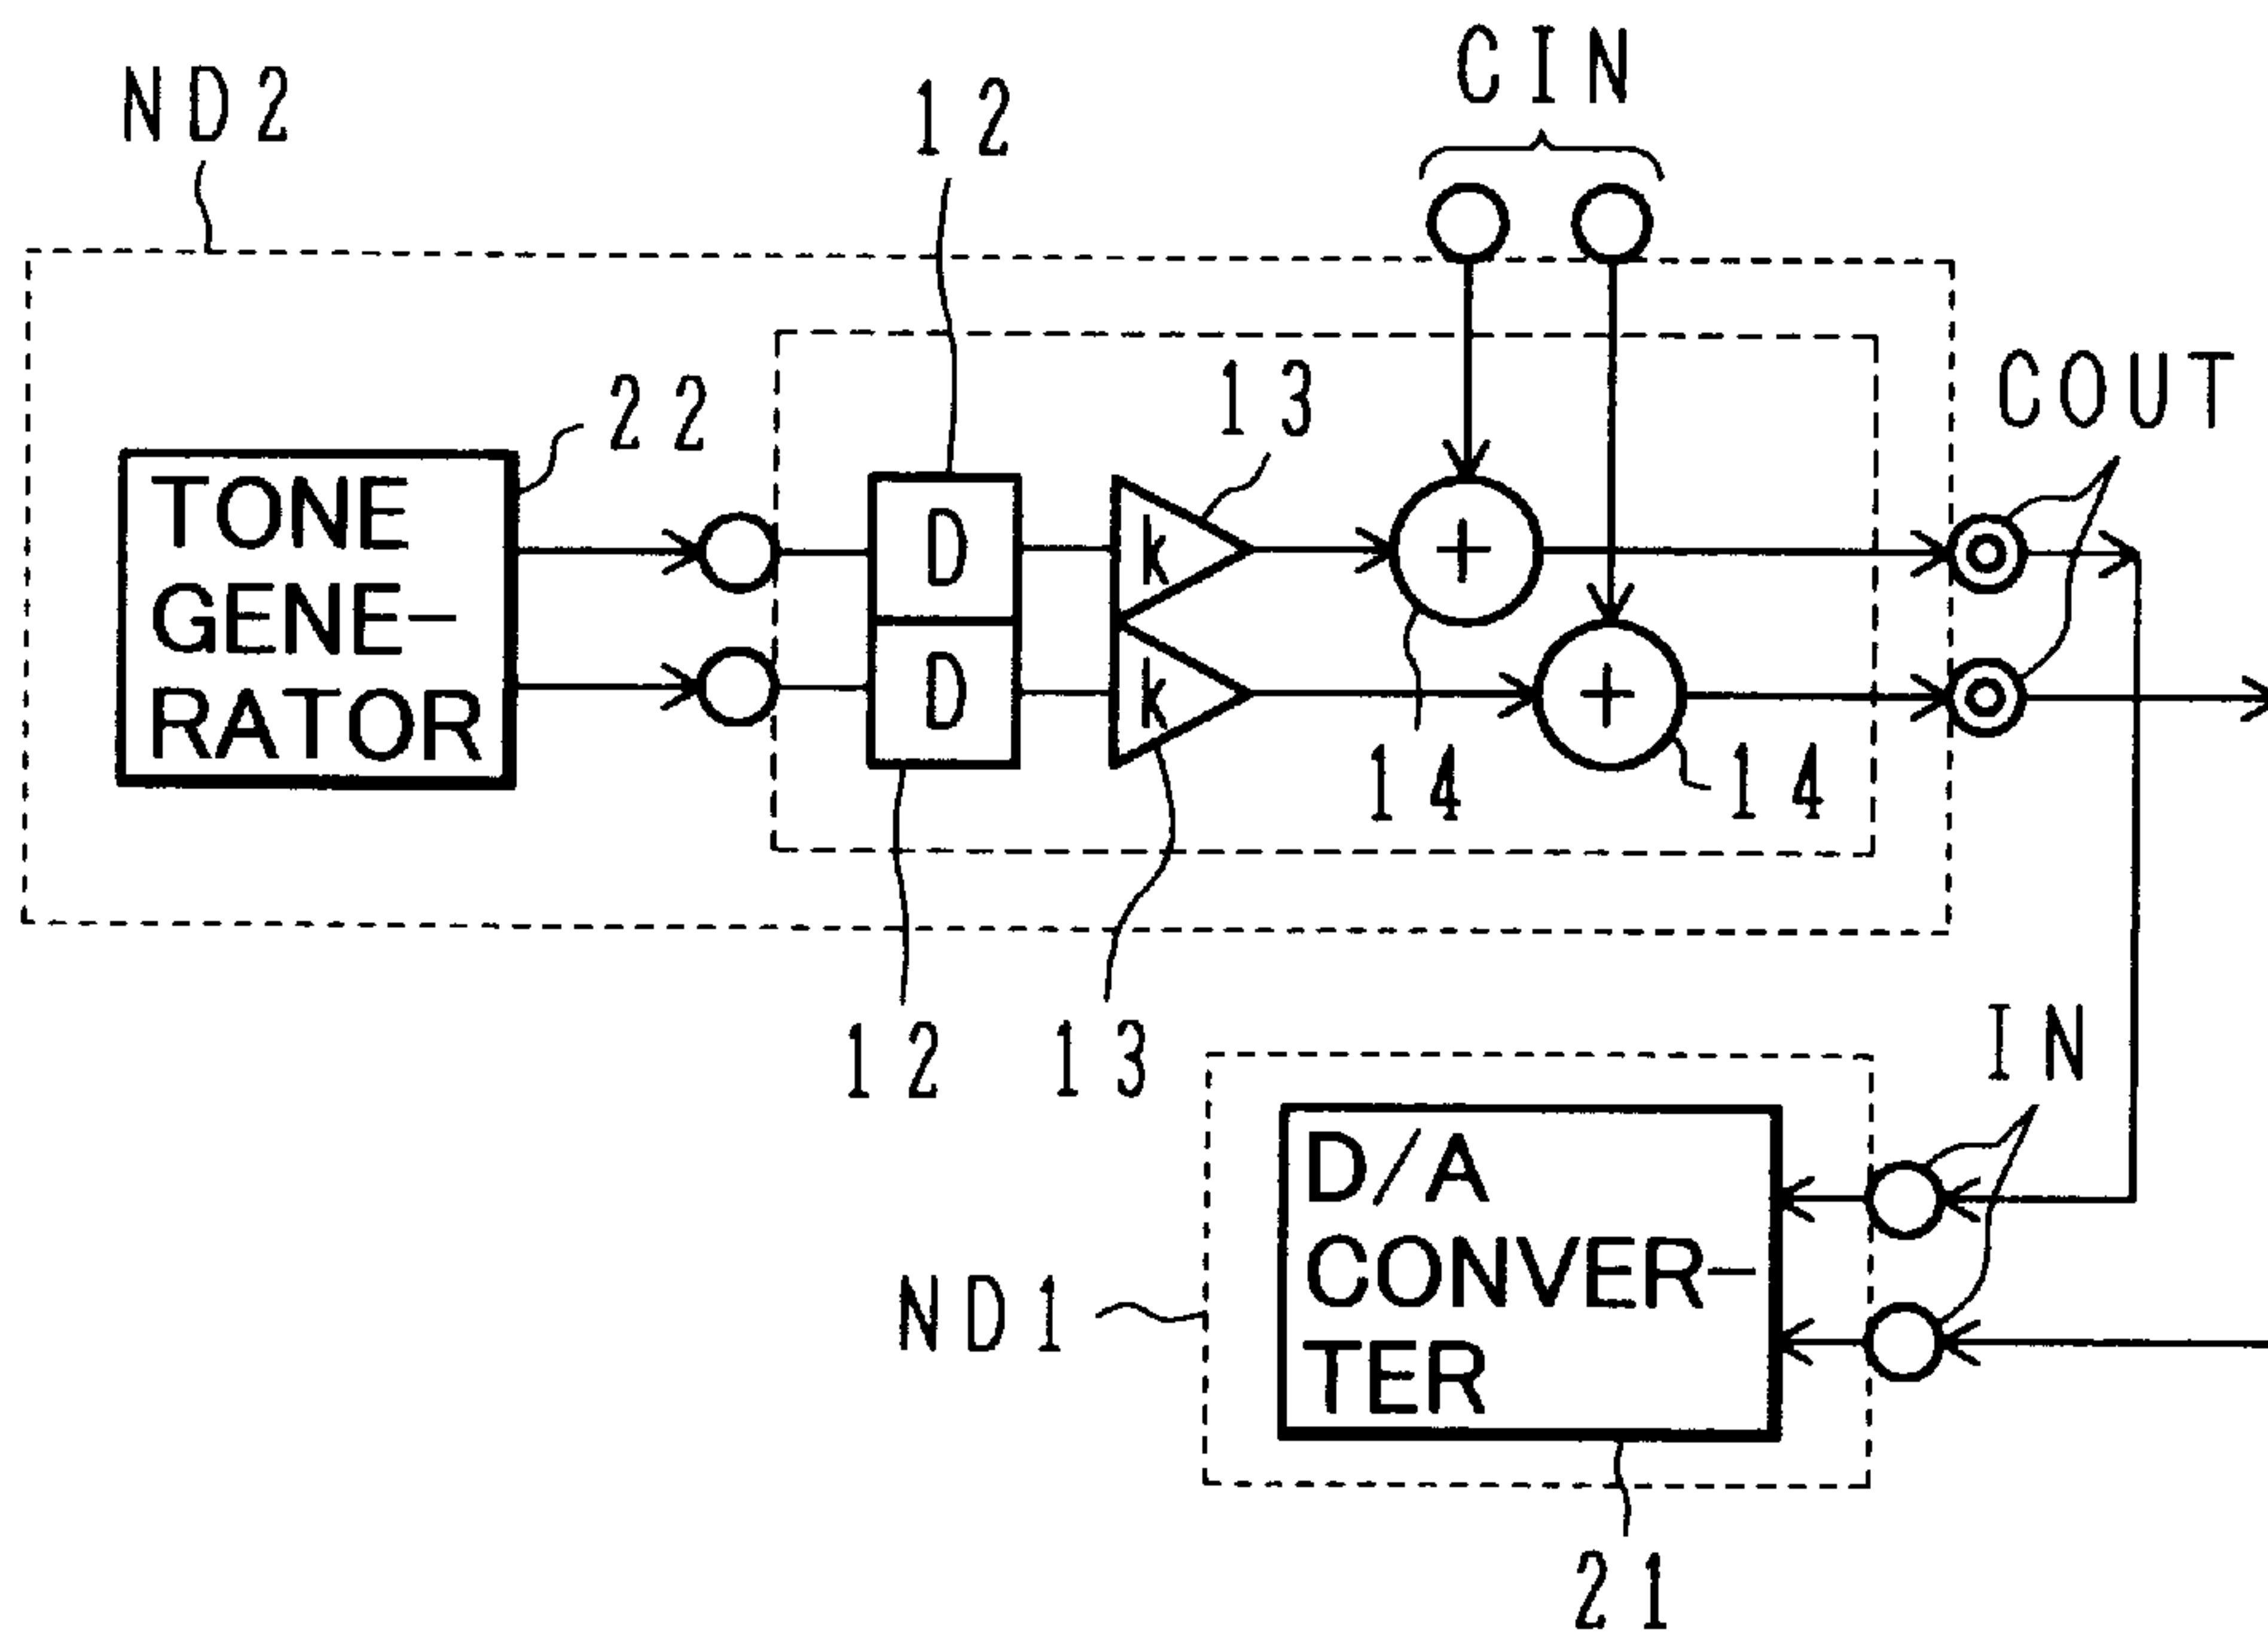 CIN
ND2
12
13
COUT
22
TONE
GENE-
RATOR
D
k
+
D
k
+
14
14
12
13
IN
D/A
CONVER-
TER
ND1
21